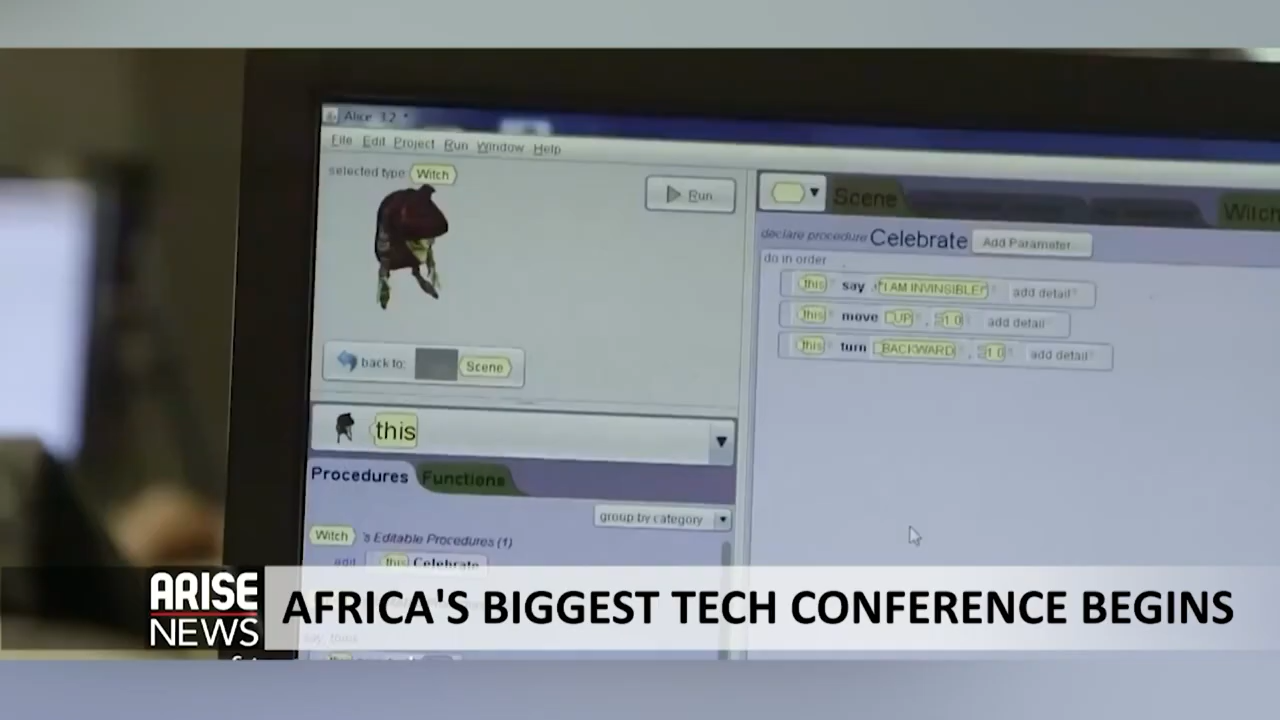 Alice 3.2 *
File Edit Project Run Window Help
selected type Witch
Run
back to: Scene
this
Procedures Functions
group by category
Witch 's Editable Procedures (1)
edit this Celebrate
Scene
Witch
declare procedure Celebrate Add Parameter...
do in order
this say "I AM INVINSIBLE!" add detail
this move UP , 1.0 add detail
this turn BACKWARD , 1.0 add detail
ARISE
NEWS
AFRICA'S BIGGEST TECH CONFERENCE BEGINS